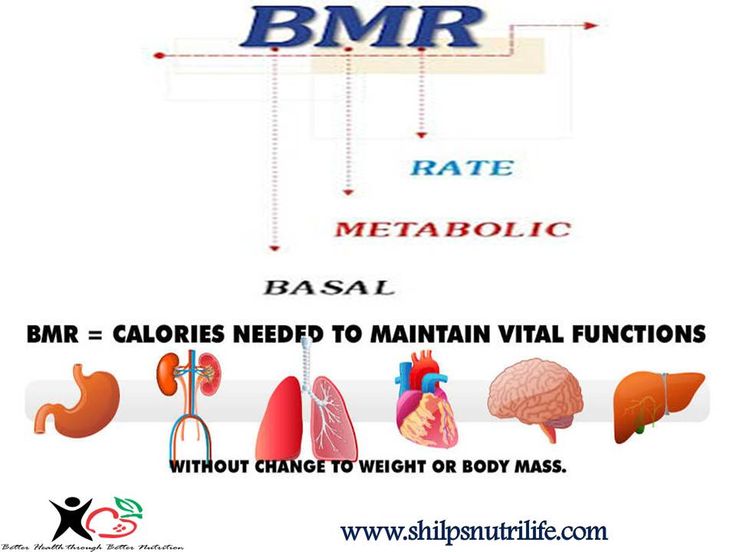 BMR
RATE
METABOLIC
BASAL
BMR = CALORIES NEEDED TO MAINTAIN VITAL FUNCTIONS
WITHOUT CHANGE TO WEIGHT OR BODY MASS.
Better Health through Better Nutrition
www.shilpsnutrilife.com